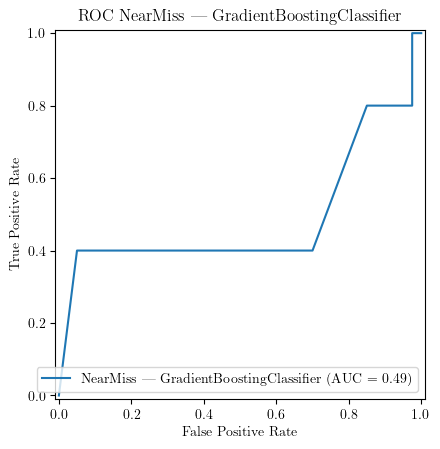 ROC NearMiss — GradientBoostingClassifier
1.0
0.8
0.6
0.4
0.2
0.0
True Positive Rate
NearMiss — GradientBoostingClassifier (AUC = 0.49)
0.0 0.2 0.4 0.6 0.8 1.0
False Positive Rate